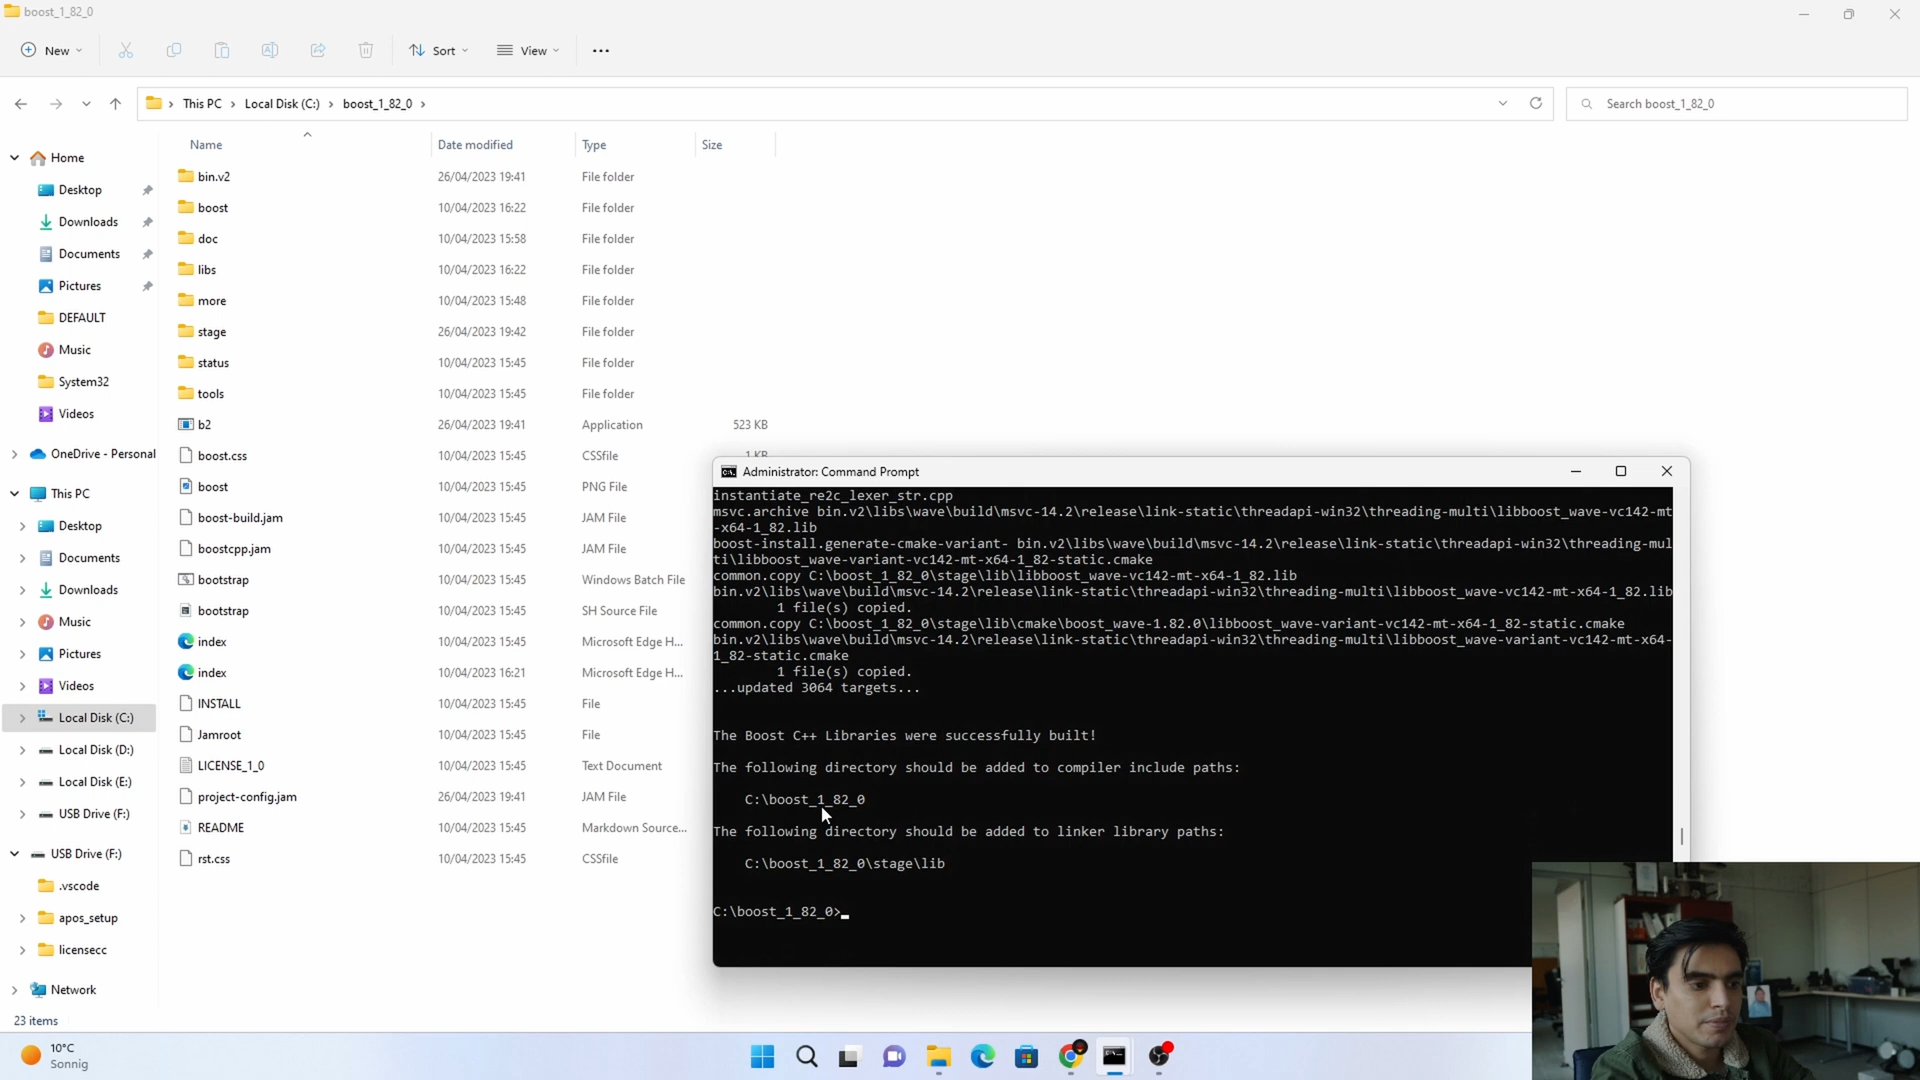 boost_1_82_0
New
Sort
View
This PC > Local Disk (C:) > boost_1_82_0 >
Search boost_1_82_0
Name Date modified Type Size
Home
Desktop
Downloads
Documents
Pictures
DEFAULT
Music
System32
Videos
OneDrive - Personal
This PC
Desktop
Documents
Downloads
Music
Pictures
Videos
Local Disk (C:)
Local Disk (D:)
Local Disk (E:)
USB Drive (F:)
USB Drive (F:)
.vscode
apos_setup
licensecc
Network
bin.v2 26/04/2023 19:41 File folder
boost 10/04/2023 16:22 File folder
doc 10/04/2023 15:58 File folder
libs 10/04/2023 16:22 File folder
more 10/04/2023 15:48 File folder
stage 26/04/2023 19:42 File folder
status 10/04/2023 15:45 File folder
tools 10/04/2023 15:45 File folder
b2 26/04/2023 19:41 Application 523 KB
boost.css 10/04/2023 15:45 CSSfile 1 KB
boost 10/04/2023 15:45 PNG File
boost-build.jam 10/04/2023 15:45 JAM File
boostcpp.jam 10/04/2023 15:45 JAM File
bootstrap 10/04/2023 15:45 Windows Batch File
bootstrap 10/04/2023 15:45 SH Source File
index 10/04/2023 15:45 Microsoft Edge H...
index 10/04/2023 16:21 Microsoft Edge H...
INSTALL 10/04/2023 15:45 File
Jamroot 10/04/2023 15:45 File
LICENSE_1_0 10/04/2023 15:45 Text Document
project-config.jam 26/04/2023 19:41 JAM File
README 10/04/2023 15:45 Markdown Source...
rst.css 10/04/2023 15:45 CSSfile
23 items
Administrator: Command Prompt
instantiate_re2c_lexer_str.cpp
msvc.archive bin.v2\libs\wave\build\msvc-14.2\release\link-static\threadapi-win32\threading-multi\libboost_wave-vc142-mt
-x64-1_82.lib
boost-install.generate-cmake-variant- bin.v2\libs\wave\build\msvc-14.2\release\link-static\threadapi-win32\threading-mul
ti\libboost_wave-variant-vc142-mt-x64-1_82-static.cmake
common.copy C:\boost_1_82_0\stage\lib\libboost_wave-vc142-mt-x64-1_82.lib
bin.v2\libs\wave\build\msvc-14.2\release\link-static\threadapi-win32\threading-multi\libboost_wave-vc142-mt-x64-1_82.lib
1 file(s) copied.
common.copy C:\boost_1_82_0\stage\lib\cmake\boost_wave-1.82.0\libboost_wave-variant-vc142-mt-x64-1_82-static.cmake
bin.v2\libs\wave\build\msvc-14.2\release\link-static\threadapi-win32\threading-multi\libboost_wave-variant-vc142-mt-x64-
1_82-static.cmake
1 file(s) copied.
...updated 3064 targets...
The Boost C++ Libraries were successfully built!
The following directory should be added to compiler include paths:
C:\boost_1_82_0
The following directory should be added to linker library paths:
C:\boost_1_82_0\stage\lib
C:\boost_1_82_0>
10°C
Sonnig